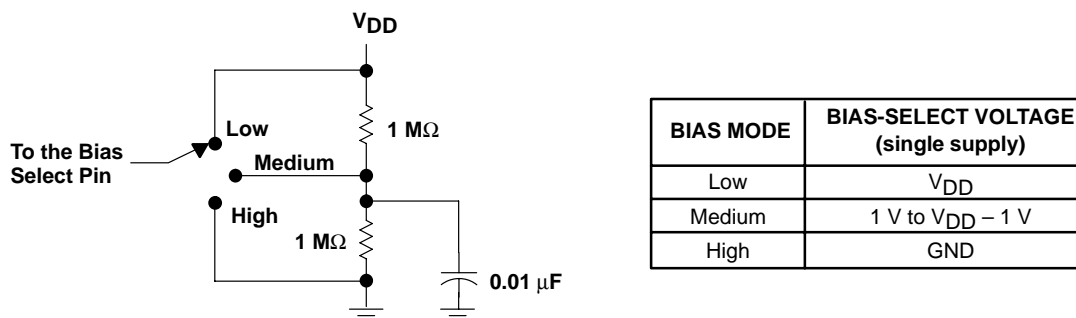 VDD
Low
1 MΩ
To the Bias
Select Pin
Medium
High
1 MΩ
0.01 μF
BIAS MODE
BIAS-SELECT VOLTAGE
(single supply)
Low
VDD
Medium
1 V to VDD – 1 V
High
GND